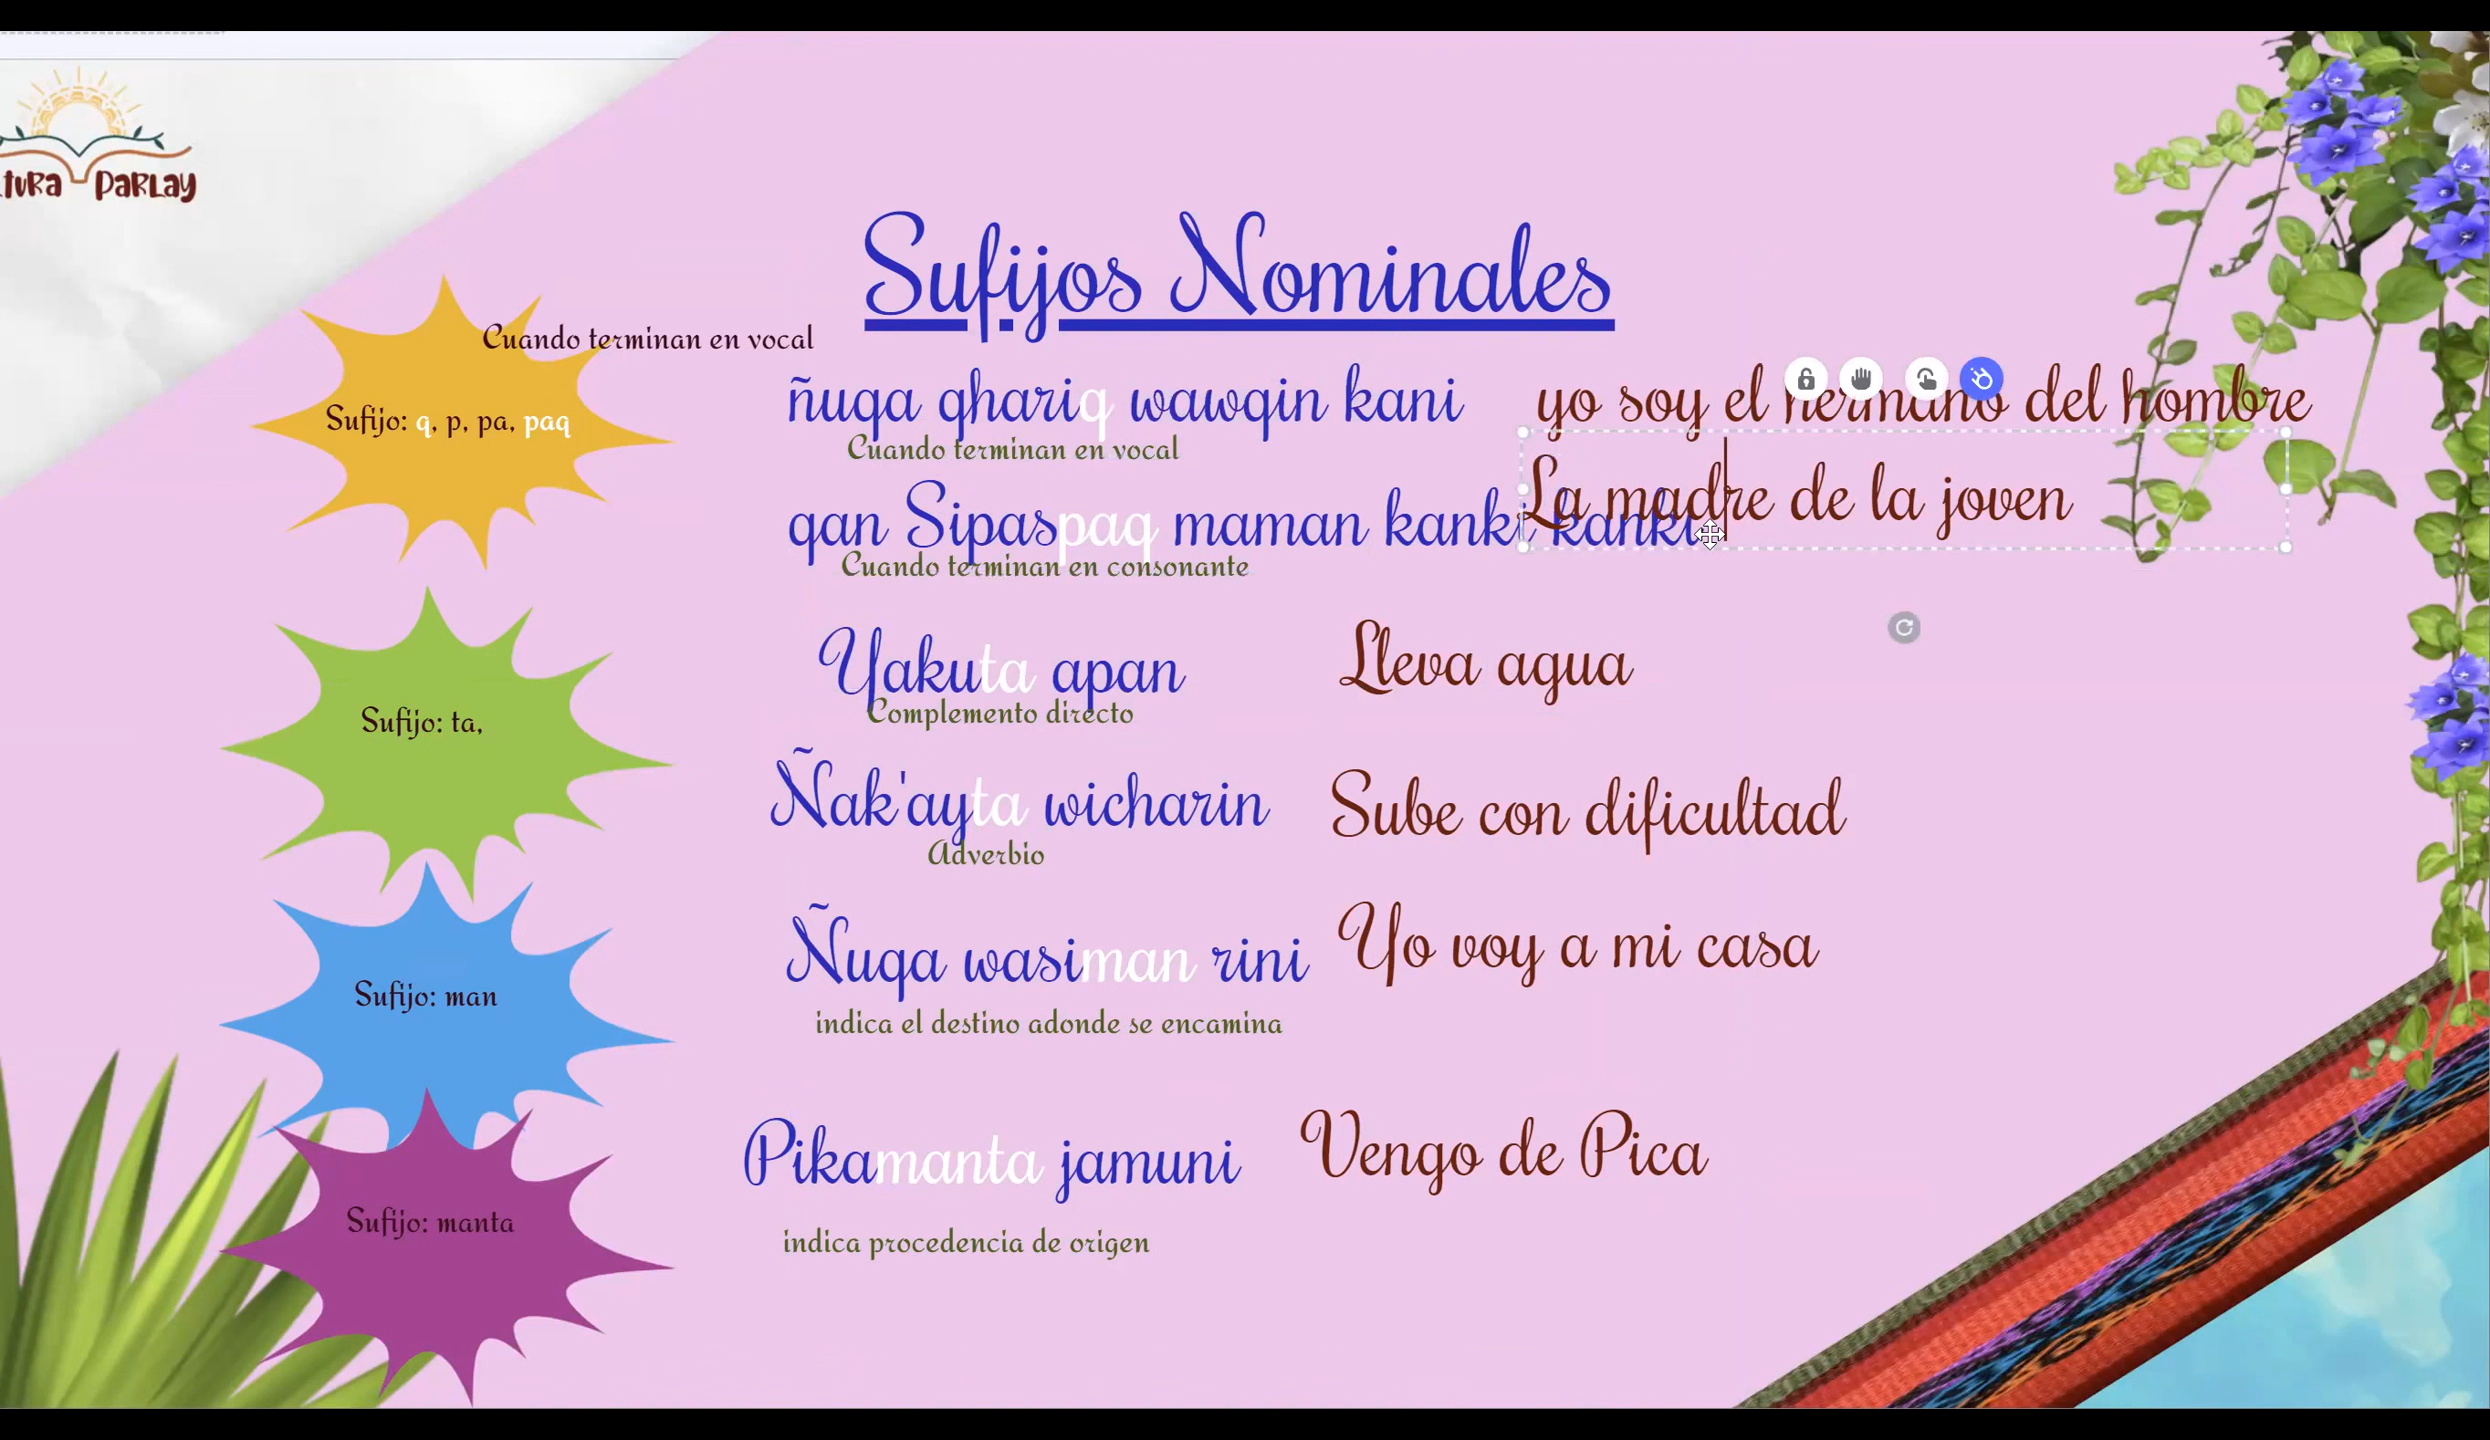 tura Parlay
Sufijos Nominales
Cuando terminan en vocal
Sufijo: q, p, pa, paq
ñuqa qhariq wawqin kani
yo soy el hermano del hombre
Cuando terminan en vocal
qan Sipaspaq maman kanki kanki
La madre de la joven
Cuando terminan en consonante
Sufijo: ta,
Yakuta apan
Lleva agua
Complemento directo
Ñak'ayta wicharin
Sube con dificultad
Adverbio
Sufijo: man
Ñuqa wasiman rini
Yo voy a mi casa
indica el destino adonde se encamina
Sufijo: manta
Pikamanta jamuni
Vengo de Pica
indica procedencia de origen